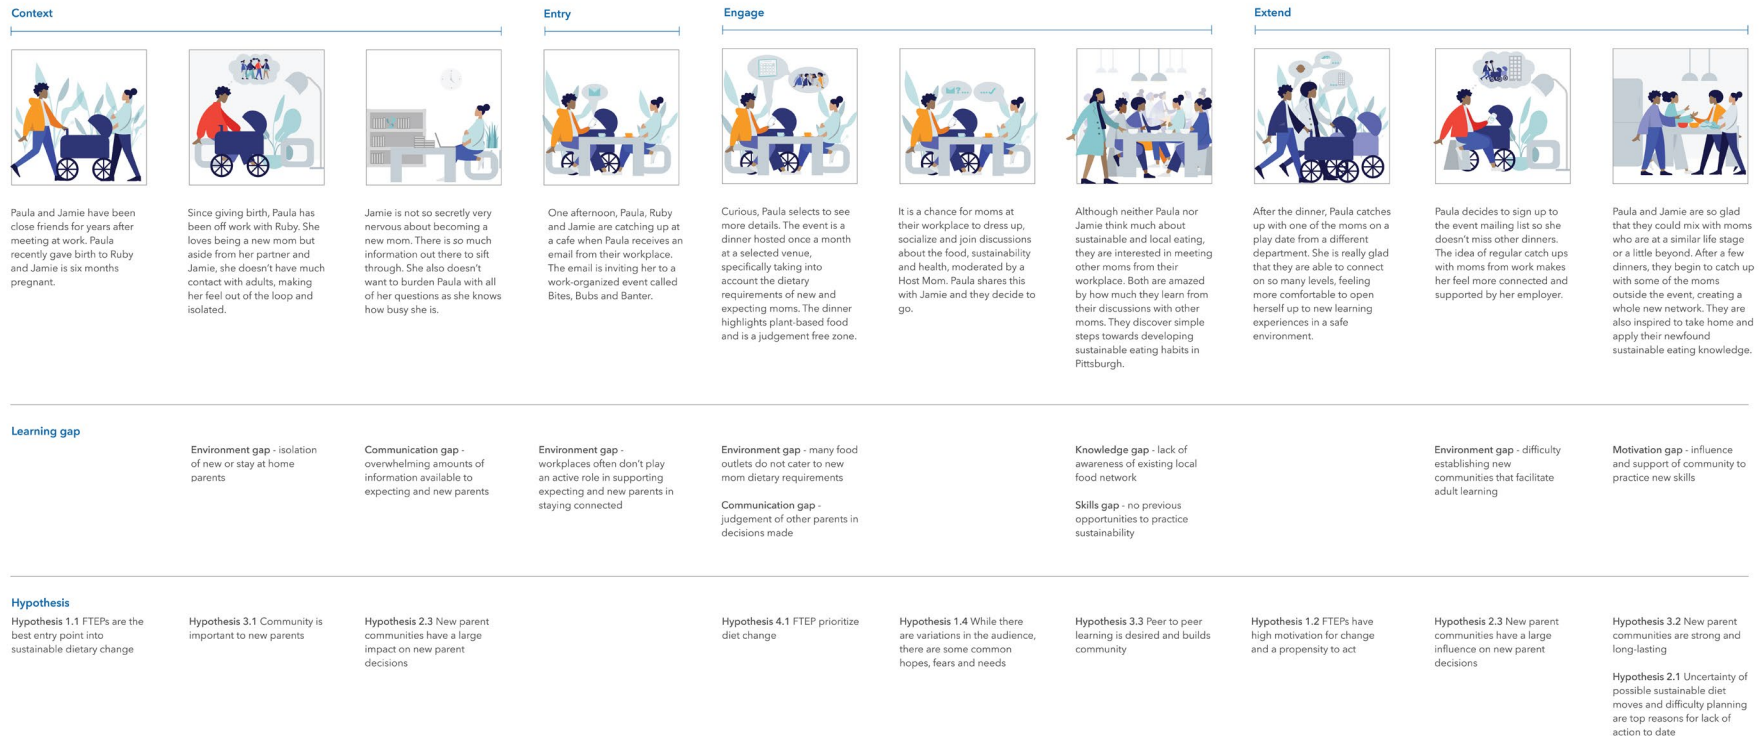 Context
Entry
Engage
Extend
Paula and Jamie have been
close friends for years after
meeting at work. Paula
recently gave birth to Ruby
and Jamie is six months
pregnant.
Since giving birth, Paula has
been off work with Ruby. She
loves being a new mom but
aside from her partner and
Jamie, she doesn't have much
contact with adults, making
her feel out of the loop and
isolated.
Jamie is not so secretly very
nervous about becoming a
new mom. There is so much
information out there to sift
through. She also doesn't
want to burden Paula with all
of her questions as she knows
how busy she is.
One afternoon, Paula, Ruby
and Jamie are catching up at
a cafe when Paula receives an
email from their workplace.
The email is inviting her to a
work-organized event called
Bites, Bubs and Banter.
Curious, Paula selects to see
more details. The event is a
dinner hosted once a month
at a selected venue,
specifically taking into
account the dietary
requirements of new and
expecting moms. The dinner
highlights plant-based food
and is a judgement free zone.
It is a chance for moms at
their workplace to dress up,
socialize and join discussions
about the food, sustainability
and health, moderated by a
Host Mom. Paula shares this
with Jamie and they decide to
go.
Although neither Paula nor
Jamie think much about
sustainable and local eating,
they are interested in meeting
other moms from their
workplace. Both are amazed
by how much they learn from
their discussions with other
moms. They discover simple
steps towards developing
sustainable eating habits in
Pittsburgh.
After the dinner, Paula catches
up with one of the moms on a
play date from a different
department. She is really glad
that they are able to connect
on so many levels, feeling
more comfortable to open
herself up to new learning
experiences in a safe
environment.
Paula decides to sign up to
the event mailing list so she
doesn't miss other dinners.
The idea of regular catch ups
with moms from work makes
her feel more connected and
supported by her employer.
Paula and Jamie are so glad
that they could mix with moms
who are at a similar life stage
or a little beyond. After a few
dinners, they begin to catch up
with some of the moms
outside the event, creating a
whole new network. They are
also inspired to take home and
apply their newfound
sustainable eating knowledge.
Learning gap
Environment gap - isolation
of new or stay at home
parents
Communication gap -
overwhelming amounts of
information available to
expecting and new parents
Environment gap -
workplaces often don't play
an active role in supporting
expecting and new parents in
staying connected
Environment gap - many food
outlets do not cater to new
mom dietary requirements
Communication gap -
judgement of other parents in
decisions made
Knowledge gap - lack of
awareness of existing local
food network
Skills gap - no previous
opportunities to practice
sustainability
Environment gap - difficulty
establishing new
communities that facilitate
adult learning
Motivation gap - influence
and support of community to
practice new skills
Hypothesis
Hypothesis 1.1 FTEPs are the
best entry point into
sustainable dietary change
Hypothesis 3.1 Community is
important to new parents
Hypothesis 2.3 New parent
communities have a large
impact on new parent
decisions
Hypothesis 4.1 FTEP prioritize
diet change
Hypothesis 1.4 While there
are variations in the audience,
there are some common
hopes, fears and needs
Hypothesis 3.3 Peer to peer
learning is desired and builds
community
Hypothesis 1.2 FTEPs have
high motivation for change
and a propensity to act
Hypothesis 2.3 New parent
communities have a large
influence on new parent
decisions
Hypothesis 3.2 New parent
communities are strong and
long-lasting
Hypothesis 2.1 Uncertainty of
possible sustainable diet
moves and difficulty planning
are top reasons for lack of
action to date